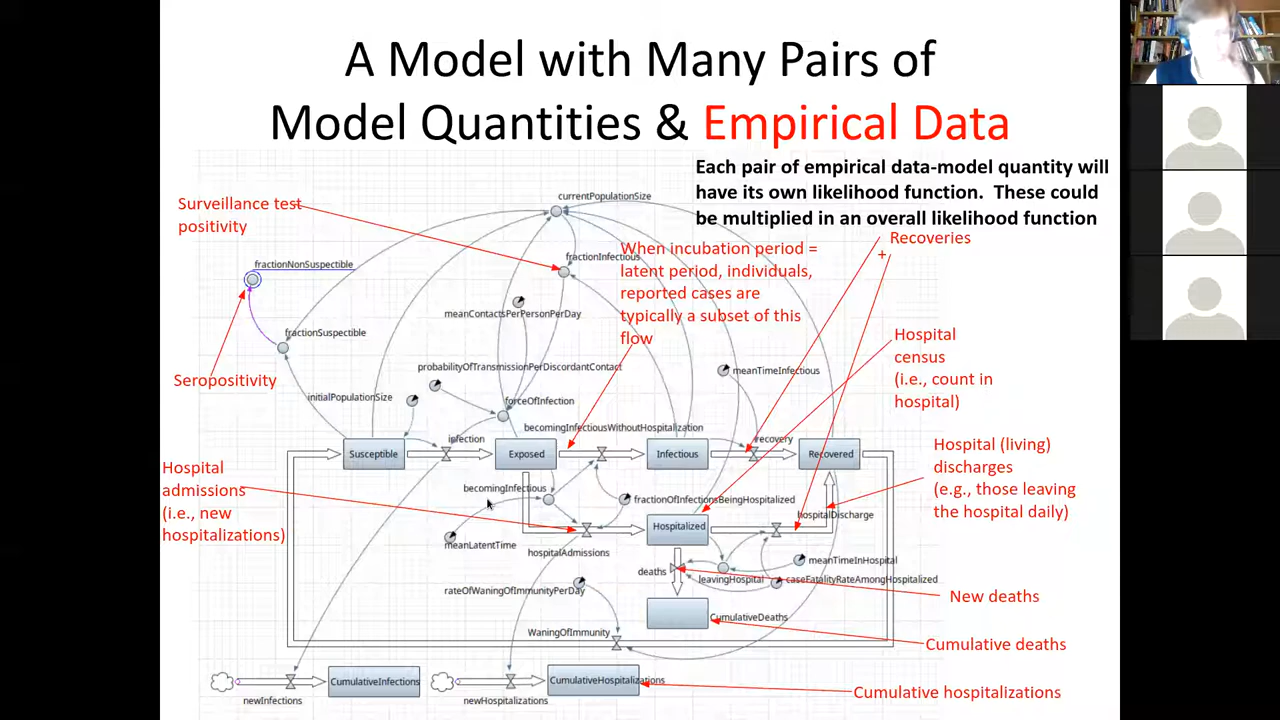 A Model with Many Pairs of
Model Quantities & Empirical Data
Each pair of empirical data-model quantity will
have its own likelihood function. These could
be multiplied in an overall likelihood function
currentPopulationSize
Surveillance test
positivity
Recoveries
+
When incubation period =
latent period, individuals,
reported cases are
typically a subset of this
flow
fractionInfectious
fractionNonSuspectible
meanContactsPerPersonPerDay
fractionSuspectible
Hospital
census
(i.e., count in
hospital)
probabilityOfTransmissionPerDiscordantContact
meanTimeInfectious
Seropositivity
initialPopulationSize
forceOfInfection
becomingInfectiousWithoutHospitalization
infection
recovery
Susceptible
Exposed
Infectious
Recovered
Hospital (living)
discharges
(e.g., those leaving
the hospital daily)
Hospital
admissions
(i.e., new
hospitalizations)
becomingInfectious
fractionOfInfectionsBeingHospitalized
hospitalDischarge
Hospitalized
meanLatentTime
hospitalAdmissions
meanTimeInHospital
deaths
leavingHospital
caseFatalityRateAmongHospitalized
rateOfWaningOfImmunityPerDay
New deaths
CumulativeDeaths
WaningOfImmunity
Cumulative deaths
CumulativeInfections
CumulativeHospitalizations
Cumulative hospitalizations
newInfections
newHospitalizations